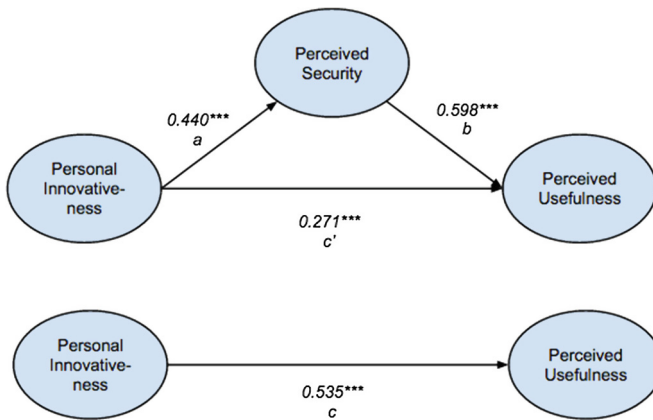 Perceived
Security
0.440***
a
0.598***
b
Personal
Innovative-
ness
Perceived
Usefulness
0.271***
c'
Personal
Innovative-
ness
Perceived
Usefulness
0.535***
c